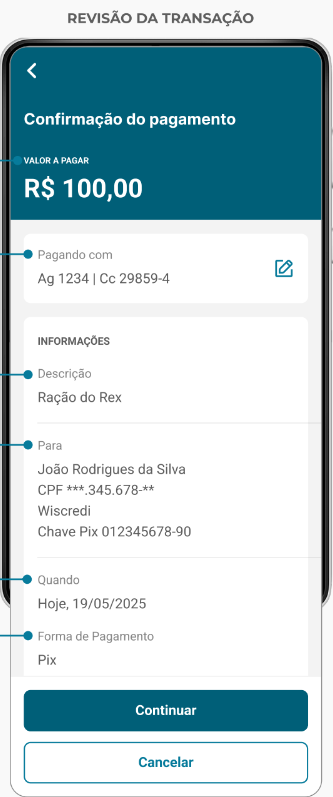 REVISÃO DA TRANSAÇÃO
Confirmação do pagamento
VALOR A PAGAR
R$ 100,00
Pagando com
Ag 1234 | Cc 29859-4
INFORMAÇÕES
Descrição
Ração do Rex
Para
João Rodrigues da Silva
CPF ***.345.678-**
Wiscredi
Chave Pix 012345678-90
Quando
Hoje, 19/05/2025
Forma de Pagamento
Pix
Continuar
Cancelar